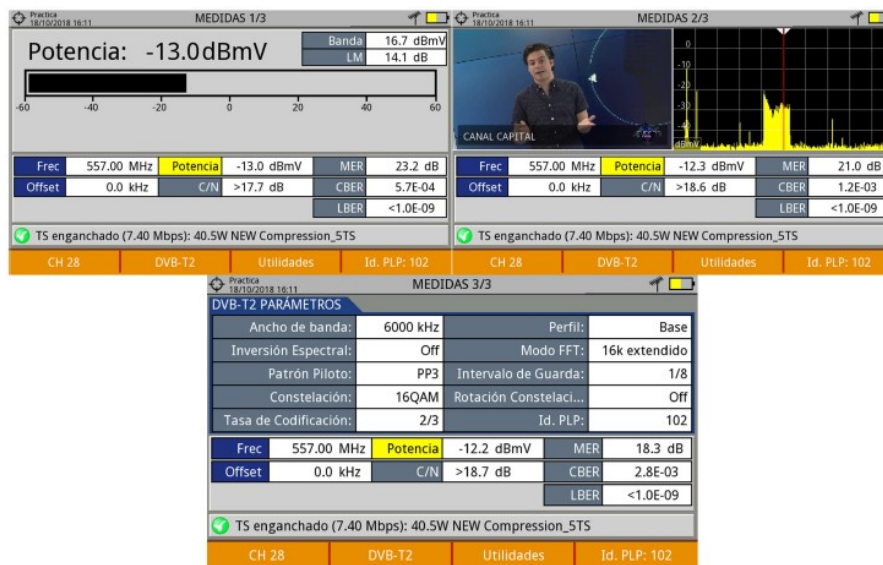 Practica
18/10/2018 16:11
MEDIDAS 1/3
Potencia: -13.0dBmV
Banda 16.7 dBmV
LM 14.1 dB
-60 -40 -20 0 20 40 60
Frec 557.00 MHz Potencia -13.0 dBmV MER 23.2 dB
Offset 0.0 kHz C/N >17.7 dB CBER 5.7E-04
LBER <1.0E-09
TS enganchado (7.40 Mbps): 40.5W NEW Compression_5TS
CH 28 DVB-T2 Utilidades Id. PLP: 102
Practica
18/10/2018 16:11
MEDIDAS 2/3
CANAL CAPITAL
0
-10
-20
-30
-40
dBmV
Frec 557.00 MHz Potencia -12.3 dBmV MER 21.0 dB
Offset 0.0 kHz C/N >18.6 dB CBER 1.2E-03
LBER <1.0E-09
TS enganchado (7.40 Mbps): 40.5W NEW Compression_5TS
CH 28 DVB-T2 Utilidades Id. PLP: 102
Practica
18/10/2018 16:11
MEDIDAS 3/3
DVB-T2 PARÁMETROS
Ancho de banda: 6000 kHz Perfil: Base
Inversión Espectral: Off Modo FFT: 16k extendido
Patrón Piloto: PP3 Intervalo de Guarda: 1/8
Constelación: 16QAM Rotación Constelaci... Off
Tasa de Codificación: 2/3 Id. PLP: 102
Frec 557.00 MHz Potencia -12.2 dBmV MER 18.3 dB
Offset 0.0 kHz C/N >18.7 dB CBER 2.8E-03
LBER <1.0E-09
TS enganchado (7.40 Mbps): 40.5W NEW Compression_5TS
CH 28 DVB-T2 Utilidades Id. PLP: 102